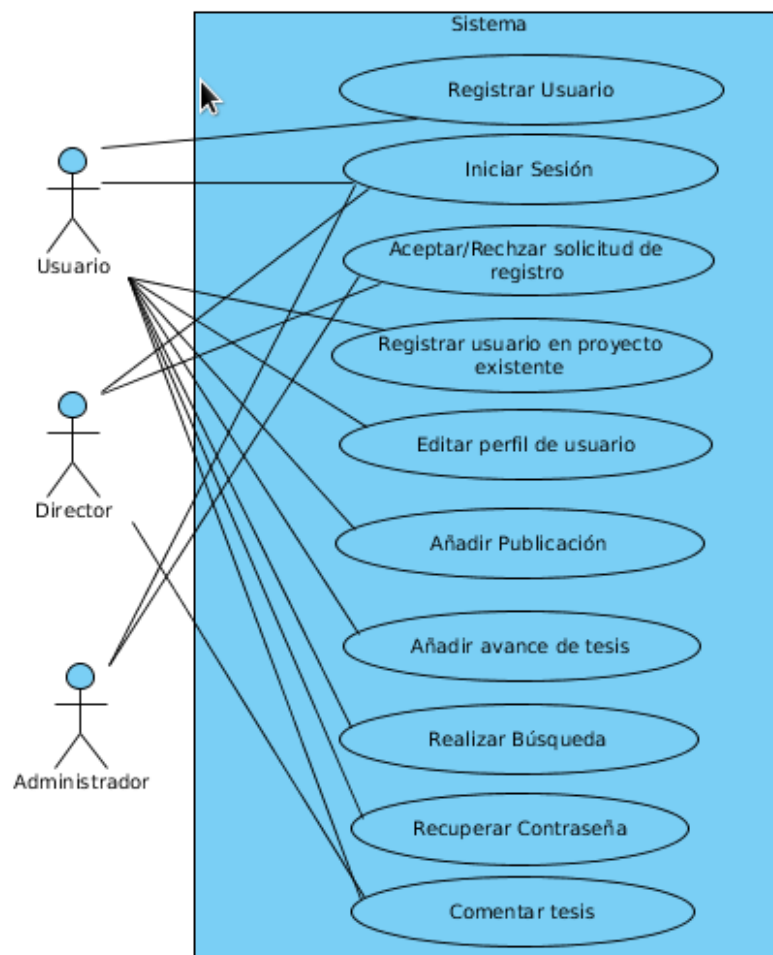 Sistema
Registrar Usuario
Iniciar Sesión
Usuario
Aceptar/Rechzar solicitud de
registro
Registrar usuario en proyecto
existente
Editar perfil de usuario
Director
Añadir Publicación
Añadir avance de tesis
Realizar Búsqueda
Administrador
Recuperar Contraseña
Comentar tesis